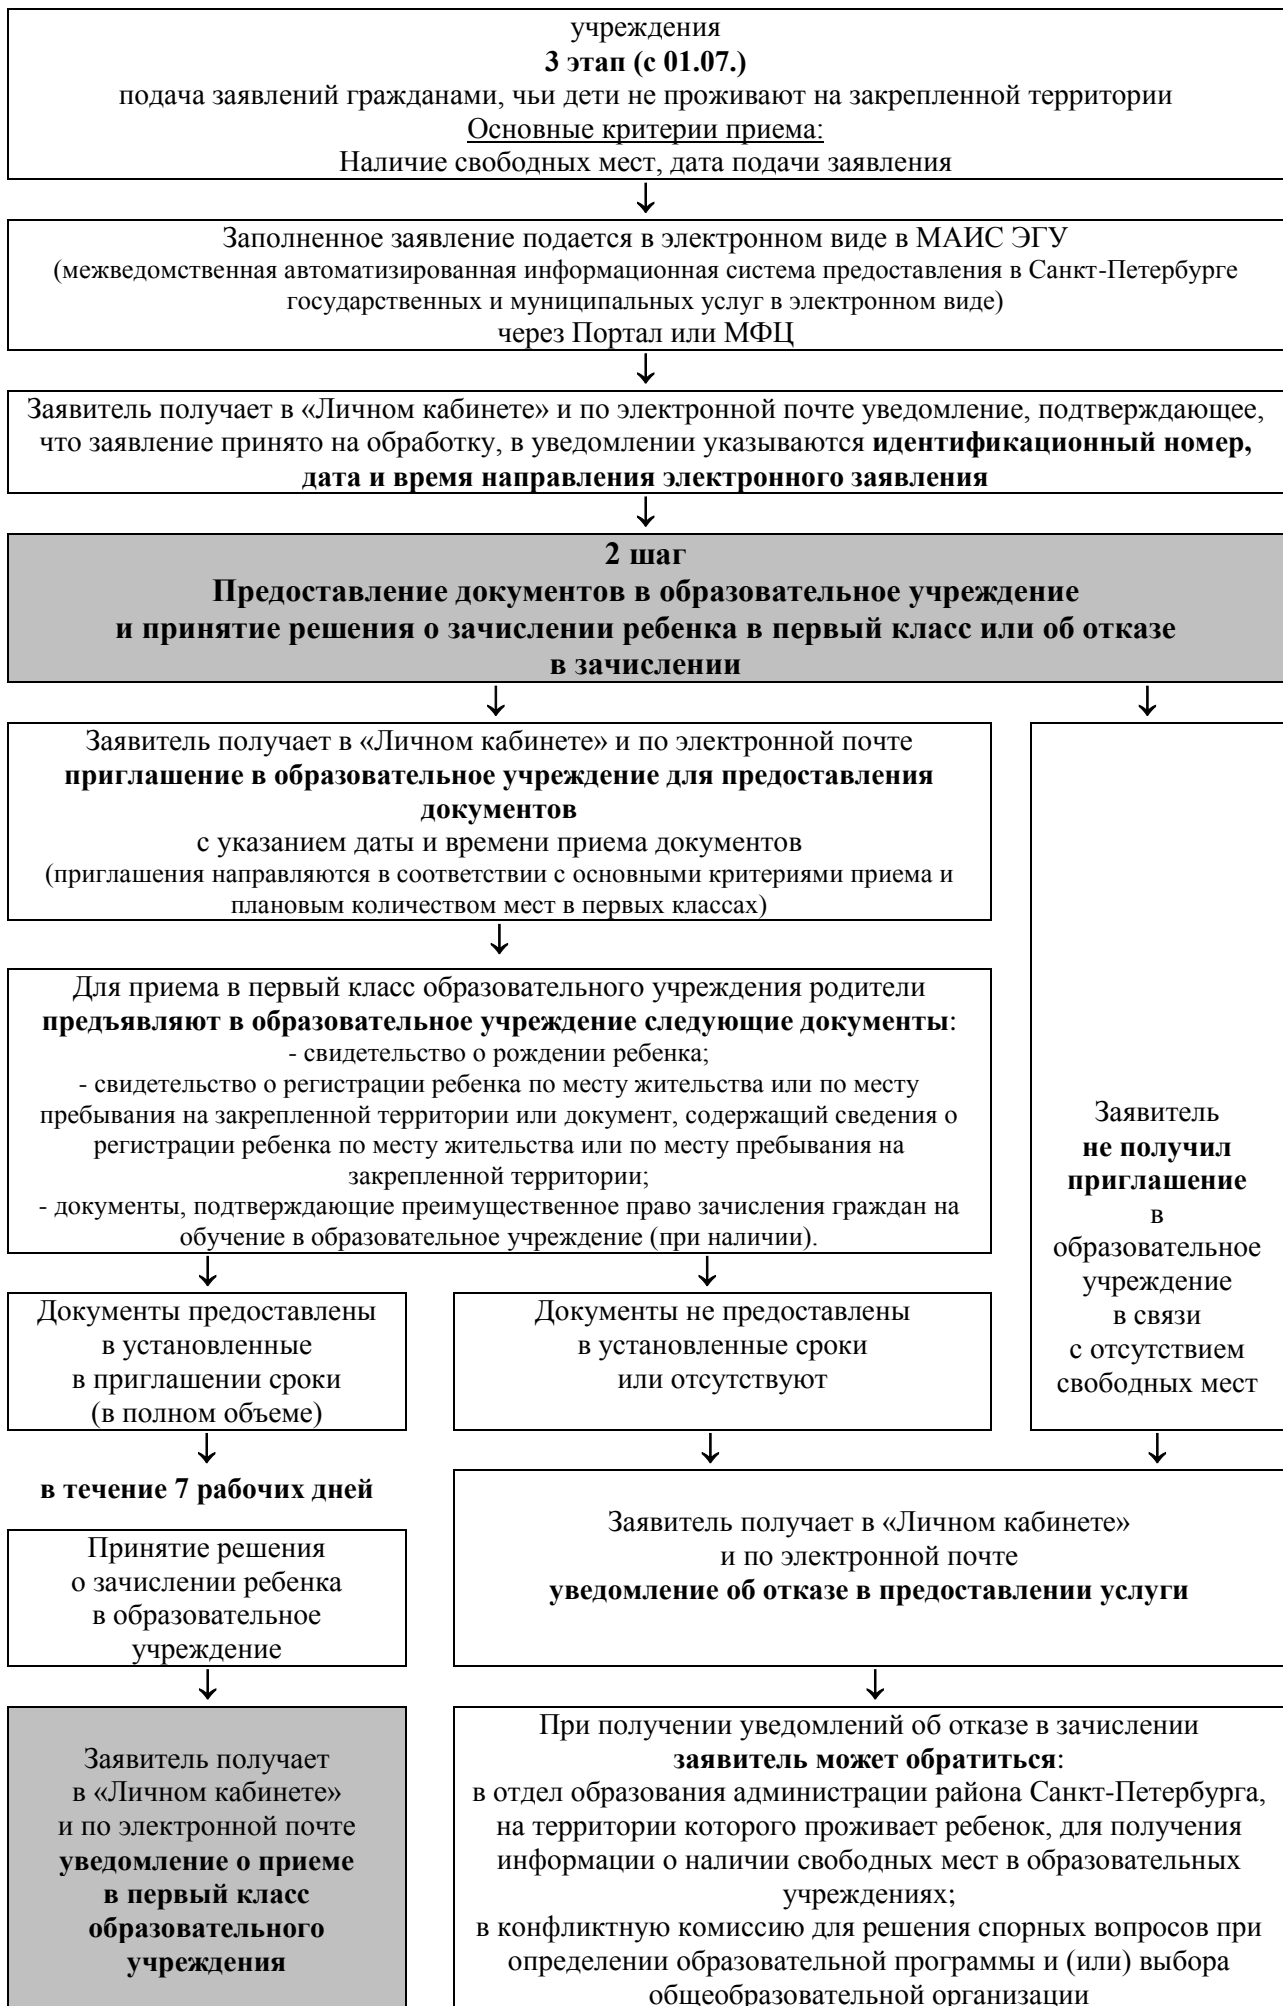 учреждения
3 этап (с 01.07.)
подача заявлений гражданами, чьи дети не проживают на закрепленной территории
Основные критерии приема:
Наличие свободных мест, дата подачи заявления
↓
Заполненное заявление подается в электронном виде в МАИС ЭГУ
(межведомственная автоматизированная информационная система предоставления в Санкт-Петербурге
государственных и муниципальных услуг в электронном виде)
через Портал или МФЦ
↓
Заявитель получает в «Личном кабинете» и по электронной почте уведомление, подтверждающее,
что заявление принято на обработку, в уведомлении указываются идентификационный номер,
дата и время направления электронного заявления
↓
2 шаг
Предоставление документов в образовательное учреждение
и принятие решения о зачислении ребенка в первый класс или об отказе
в зачислении
↓ ↓
Заявитель получает в «Личном кабинете» и по электронной почте
приглашение в образовательное учреждение для предоставления
документов
с указанием даты и времени приема документов
(приглашения направляются в соответствии с основными критериями приема и
плановым количеством мест в первых классах)
↓
Для приема в первый класс образовательного учреждения родители
предъявляют в образовательное учреждение следующие документы:
- свидетельство о рождении ребенка;
- свидетельство о регистрации ребенка по месту жительства или по месту
пребывания на закрепленной территории или документ, содержащий сведения о
регистрации ребенка по месту жительства или по месту пребывания на
закрепленной территории;
- документы, подтверждающие преимущественное право зачисления граждан на
обучение в образовательное учреждение (при наличии).
Заявитель
не получил
приглашение
в
образовательное
учреждение
в связи
с отсутствием
свободных мест
↓ ↓
Документы предоставлены
в установленные
в приглашении сроки
(в полном объеме)
Документы не предоставлены
в установленные сроки
или отсутствуют
↓ ↓ ↓
в течение 7 рабочих дней
Принятие решения
о зачислении ребенка
в образовательное
учреждение
Заявитель получает в «Личном кабинете»
и по электронной почте
уведомление об отказе в предоставлении услуги
↓ ↓
Заявитель получает
в «Личном кабинете»
и по электронной почте
уведомление о приеме
в первый класс
образовательного
учреждения
При получении уведомлений об отказе в зачислении
заявитель может обратиться:
в отдел образования администрации района Санкт-Петербурга,
на территории которого проживает ребенок, для получения
информации о наличии свободных мест в образовательных
учреждениях;
в конфликтную комиссию для решения спорных вопросов при
определении образовательной программы и (или) выбора
общеобразовательной организации